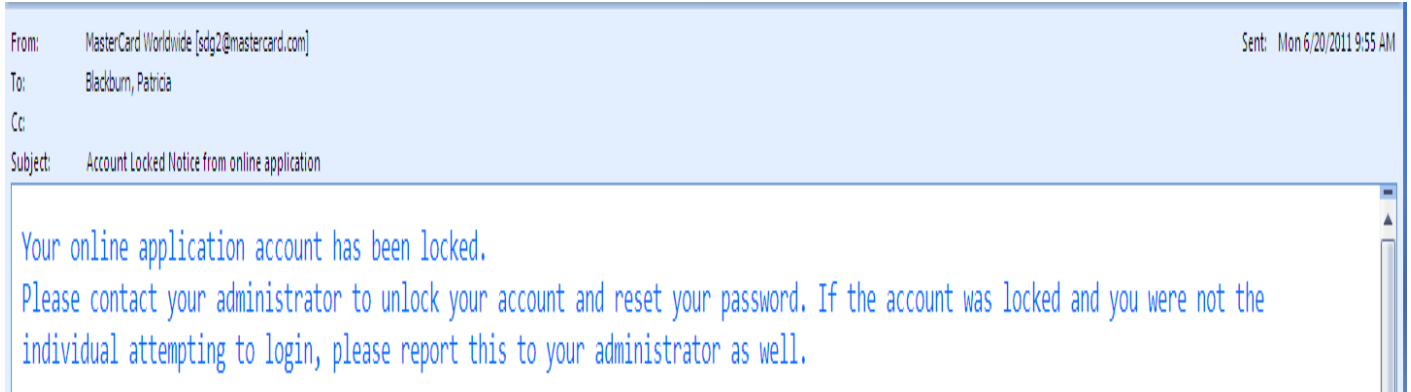 From: MasterCard Worldwide [sdg2@mastercard.com] Sent: Mon 6/20/2011 9:55 AM
To: Blackburn, Patricia
Cc:
Subject: Account Locked Notice from online application
Your online application account has been locked.
Please contact your administrator to unlock your account and reset your password. If the account was locked and you were not the
individual attempting to login, please report this to your administrator as well.